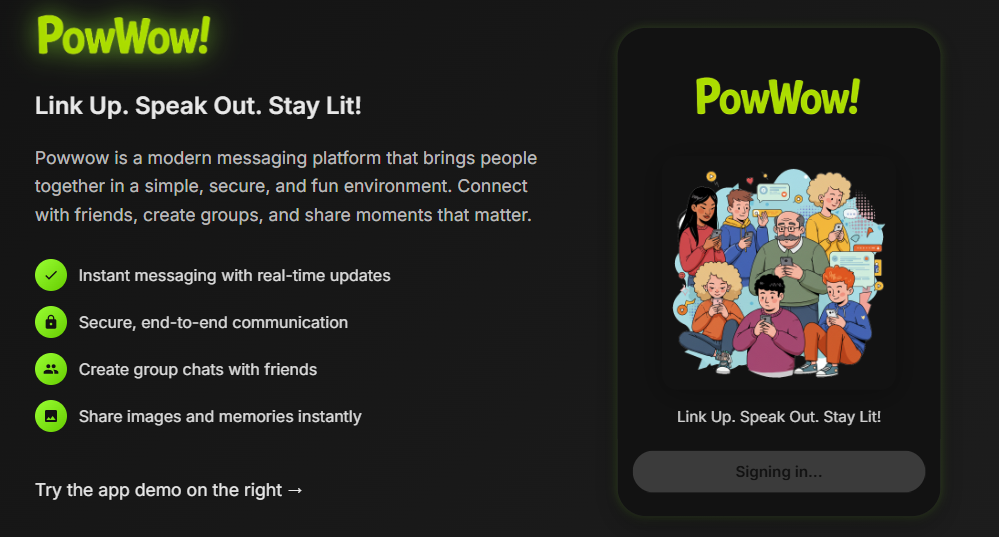 PowWow!
Link Up. Speak Out. Stay Lit!
Powwow is a modern messaging platform that brings people
together in a simple, secure, and fun environment. Connect
with friends, create groups, and share moments that matter.
Instant messaging with real-time updates
Secure, end-to-end communication
Create group chats with friends
Share images and memories instantly
Try the app demo on the right →
PowWow!
Link Up. Speak Out. Stay Lit!
Signing in...